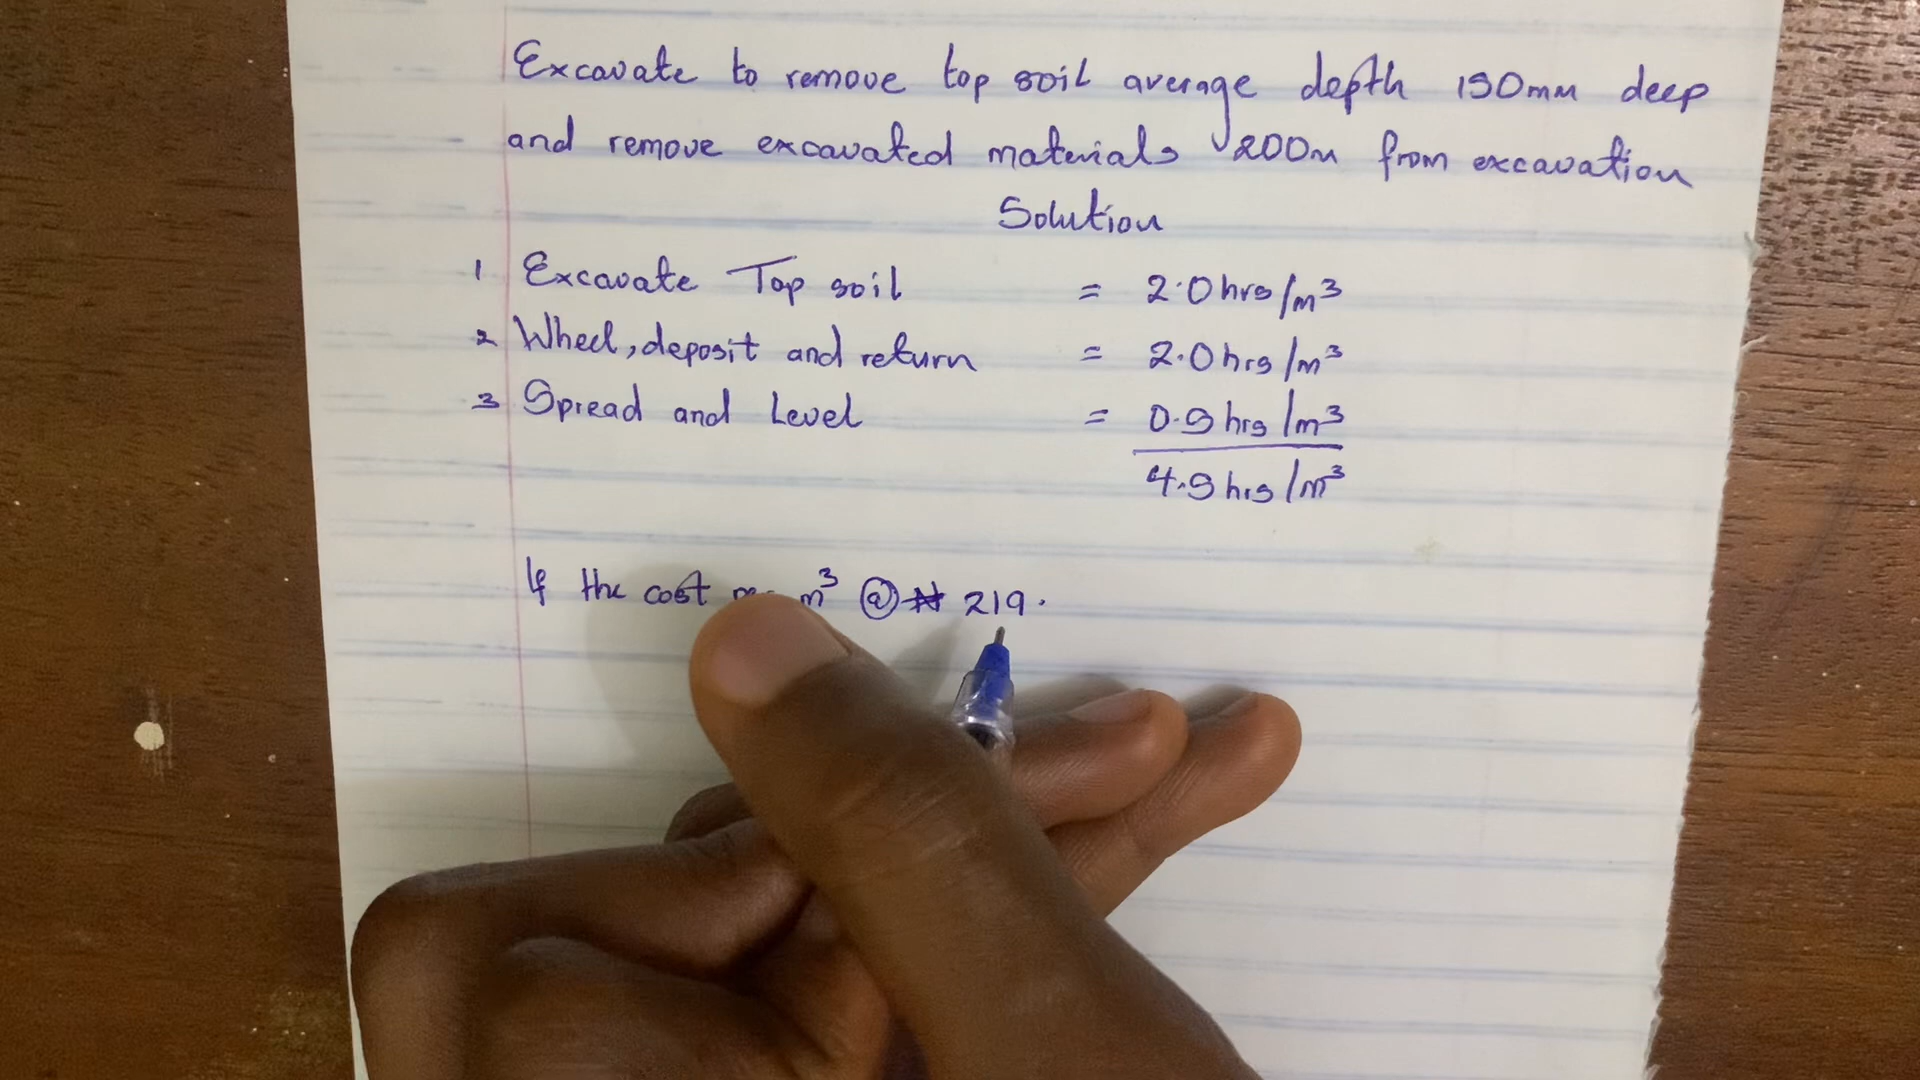 Excavate to remove top soil average depth 150mm deep
and remove excavated materials 200m from excavation
Solution
1 Excavate Top soil = 2.0hrs/m³
2 Wheel, deposit and return = 2.0hrs/m³
3 Spread and Level = 0.9hrs/m³
4.9hrs/m³
If the cost m³ @ ₦ 219.